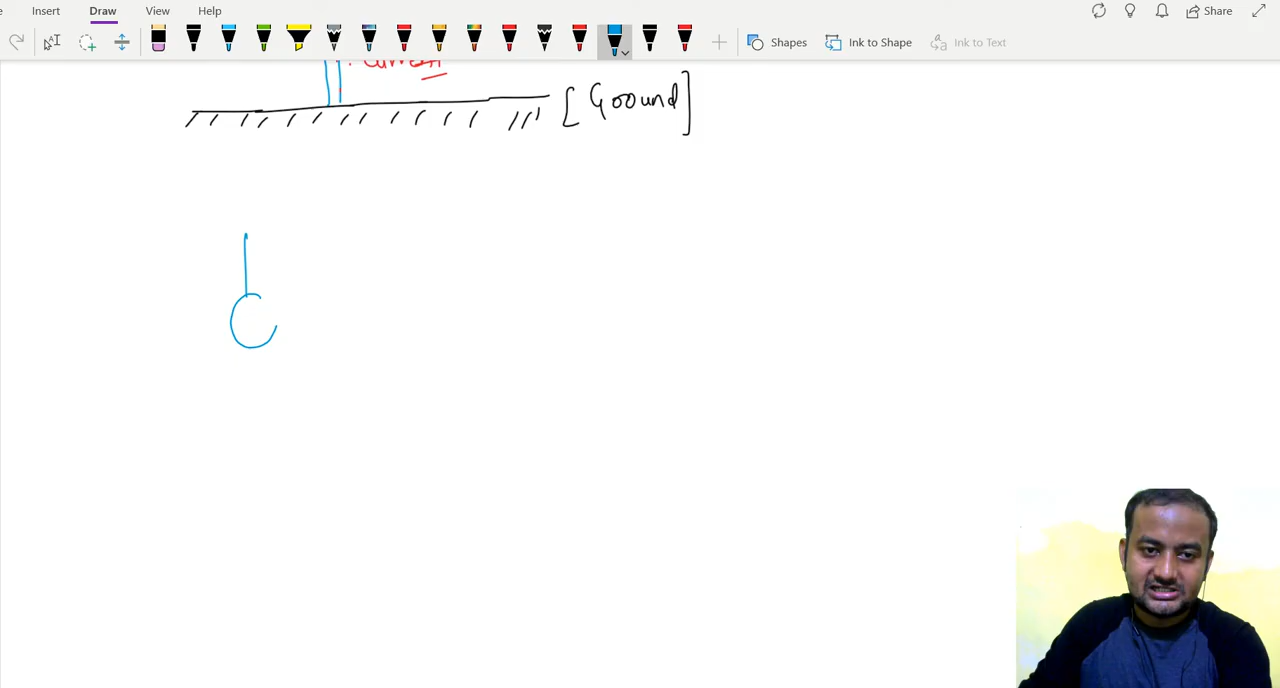 Insert Draw View Help Share
Shapes Ink to Shape Ink to Text
: Current
[Ground]